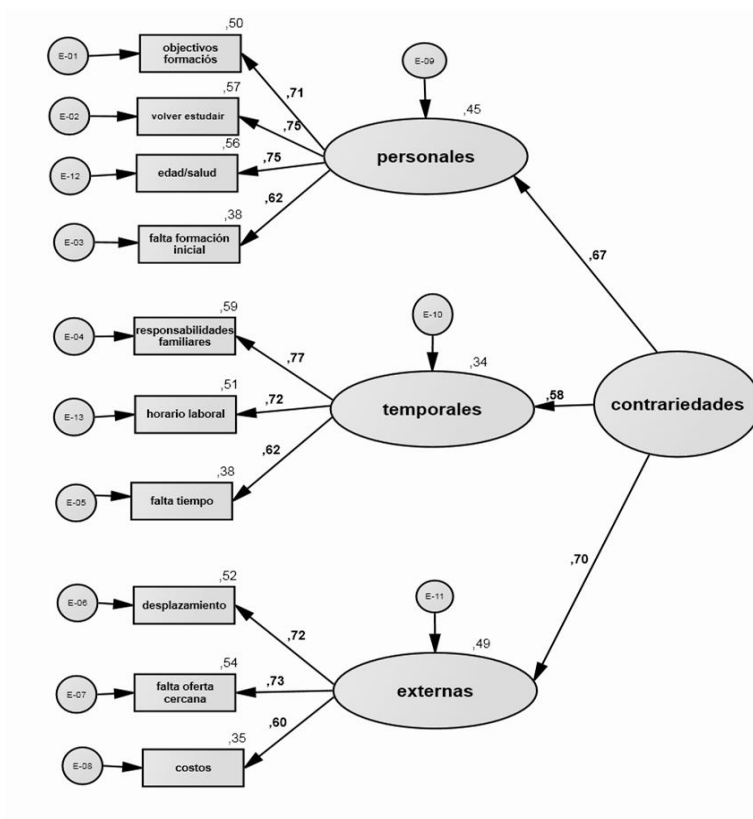 ,50
E-01
objectivos
formaciós
,71
E-09
,45
personales
,57
E-02
volver estudair
,75
,56
E-12
edad/salud
,75
,38
E-03
falta formación
inicial
,62
,67
,59
E-04
responsabilidades
familiares
,77
E-10
,34
temporales
,58
contrariedades
,51
E-13
horario laboral
,72
,38
E-05
falta tiempo
,62
,70
,52
E-06
desplazamiento
,72
E-11
,49
externas
,54
E-07
falta oferta
cercana
,73
,35
E-08
costos
,60